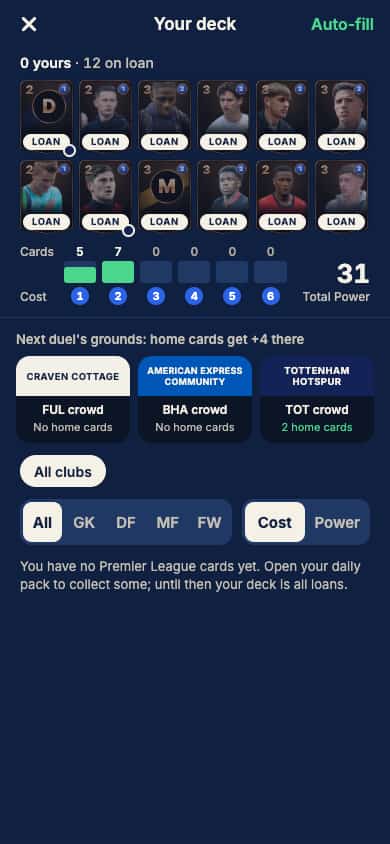 Your deck
Auto-fill
0 yours · 12 on loan
2 D 1 LOAN
2 1 LOAN
3 2 LOAN
3 2 LOAN
2 2 LOAN
3 2 LOAN
2 1 LOAN
2 1 LOAN
3 M 2 LOAN
3 2 LOAN
2 1 LOAN
3 2 LOAN
Cards 5 7 0 0 0 0
31
Cost 1 2 3 4 5 6 Total Power
Next duel's grounds: home cards get +4 there
CRAVEN COTTAGE
FUL crowd
No home cards
AMERICAN EXPRESS
COMMUNITY
BHA crowd
No home cards
TOTTENHAM
HOTSPUR
TOT crowd
2 home cards
All clubs
All GK DF MF FW
Cost Power
You have no Premier League cards yet. Open your daily
pack to collect some; until then your deck is all loans.